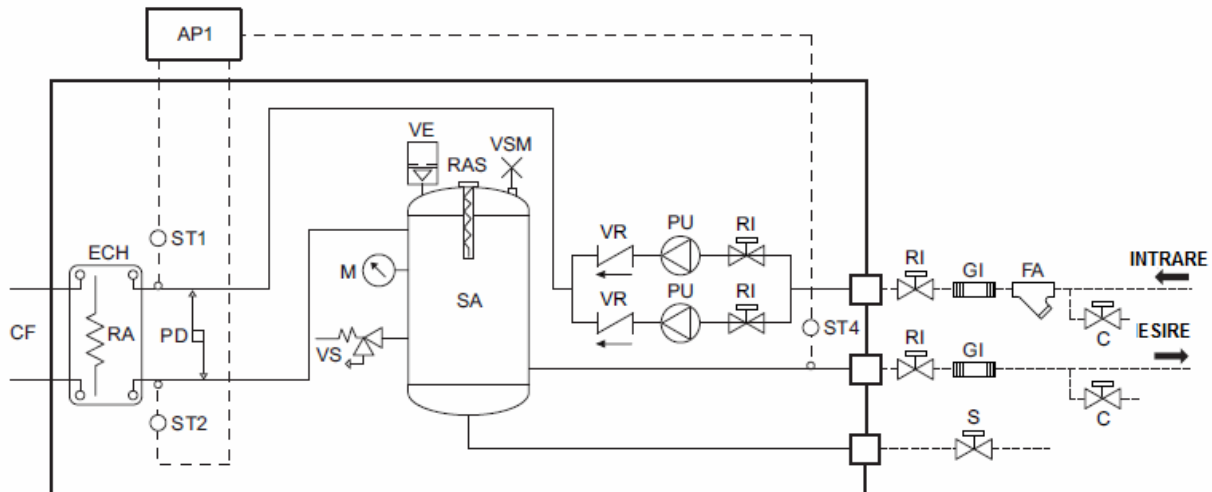 AP1
VE
VSM
RAS
ST1
ECH
VR
PU
RI
RI
GI
FA
INTRARE
M
SA
CF
RA
PD
VR
PU
RI
ST4
C
IESIRE
VS
RI
GI
ST2
C
S